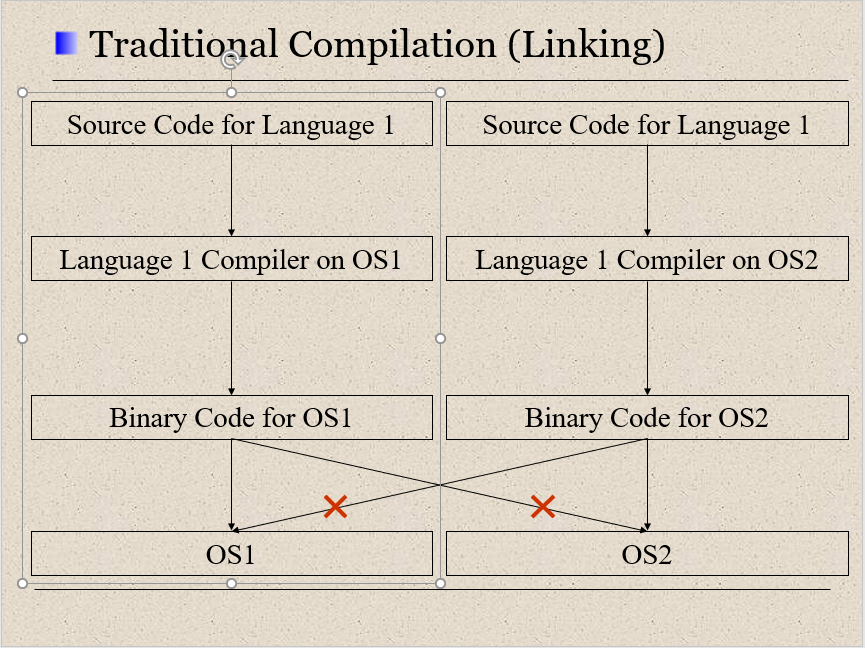 Traditional Compilation (Linking)
Source Code for Language 1
Source Code for Language 1
Language 1 Compiler on OS1
Language 1 Compiler on OS2
Binary Code for OS1
Binary Code for OS2
OS1
OS2